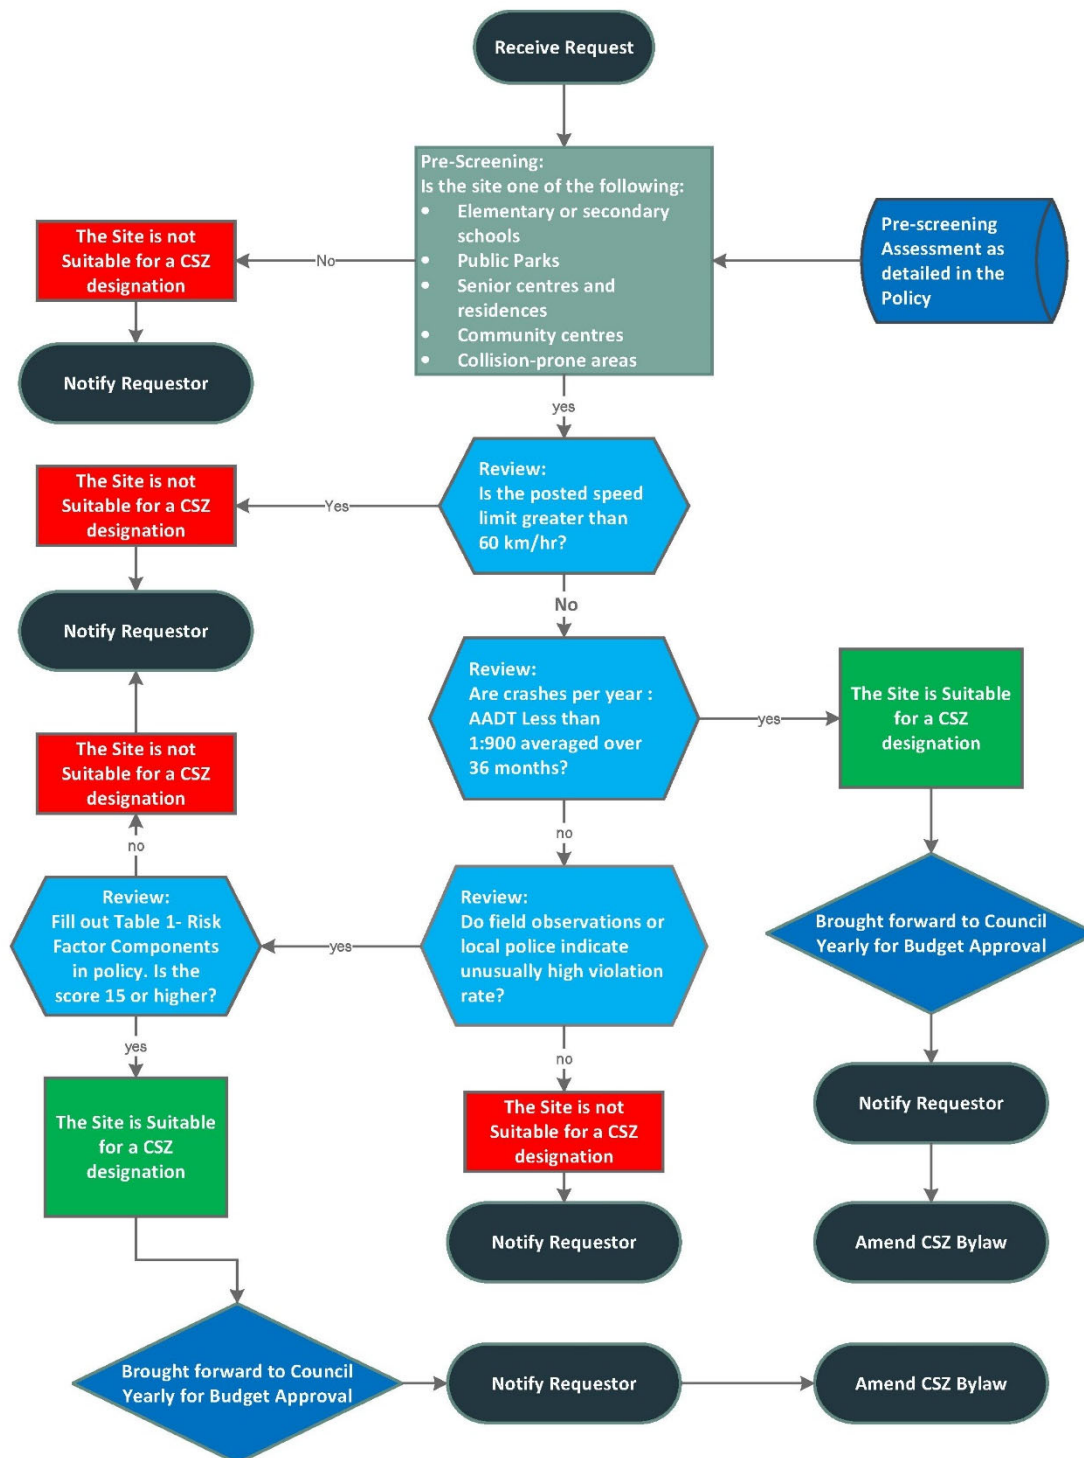 Receive Request
Pre-Screening:
Is the site one of the following:
• Elementary or secondary
schools
• Public Parks
• Senior centres and
residences
• Community centres
• Collision-prone areas
Pre-screening
Assessment as
detailed in the
Policy
No
The Site is not
Suitable for a CSZ
designation
Notify Requestor
yes
Review:
Is the posted speed
limit greater than
60 km/hr?
Yes
The Site is not
Suitable for a CSZ
designation
Notify Requestor
No
Review:
Are crashes per year :
AADT Less than
1:900 averaged over
36 months?
yes
The Site is Suitable
for a CSZ
designation
The Site is not
Suitable for a CSZ
designation
no
no
Review:
Fill out Table 1- Risk
Factor Components
in policy. Is the
score 15 or higher?
yes
Review:
Do field observations or
local police indicate
unusually high violation
rate?
Brought forward to Council
Yearly for Budget Approval
yes
no
The Site is Suitable
for a CSZ
designation
The Site is not
Suitable for a CSZ
designation
Notify Requestor
Notify Requestor
Amend CSZ Bylaw
Brought forward to Council
Yearly for Budget Approval
Notify Requestor
Amend CSZ Bylaw